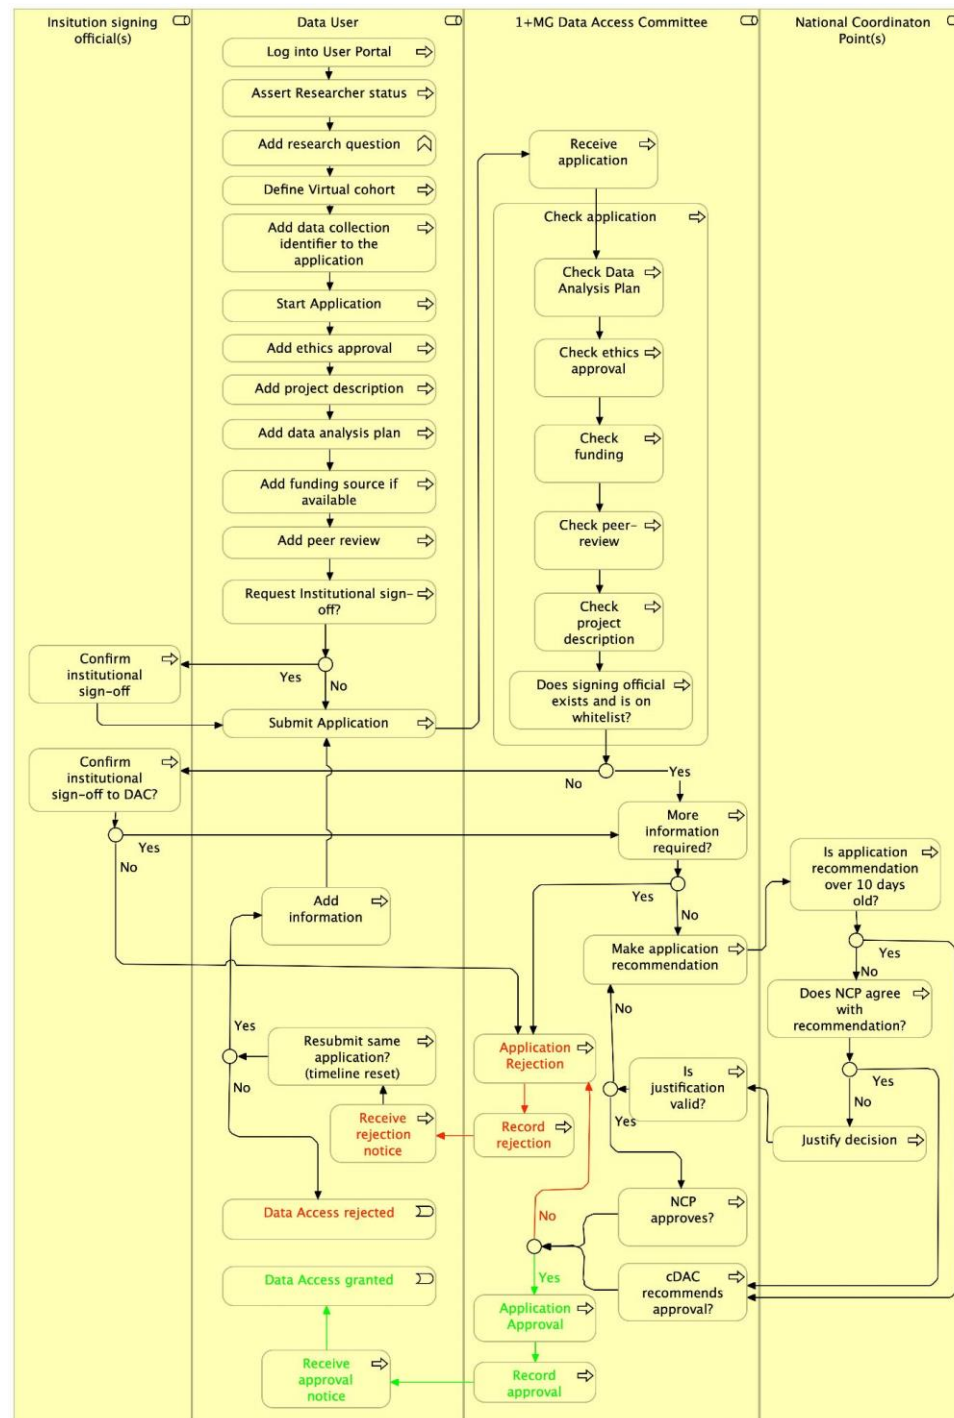 Insitution signing
official(s)
Data User
1+MG Data Access Committee
National Coordinaton
Point(s)
Log into User Portal
Assert Researcher status
Add research question
Define Virtual cohort
Add data collection
identifier to the
application
Start Application
Add ethics approval
Add project description
Add data analysis plan
Add funding source if
available
Add peer review
Request Institutional sign-
off?
Yes
No
Confirm
institutional
sign-off
Submit Application
Receive
application
Check application
Check Data
Analysis Plan
Check ethics
approval
Check
funding
Check peer-
review
Check
project
description
Does signing official
exists and is on
whitelist?
No
Yes
Confirm
institutional
sign-off to DAC?
Yes
No
More
information
required?
Yes
No
Add
information
Make application
recommendation
Is application
recommendation
over 10 days
old?
Yes
No
Does NCP agree
with
recommendation?
Yes
No
Justify decision
Is
justification
valid?
No
Yes
Application
Rejection
Record
rejection
Receive
rejection
notice
Resubmit same
application?
(timeline reset)
Yes
No
Data Access rejected
NCP
approves?
cDAC
recommends
approval?
No
Yes
Application
Approval
Record
approval
Receive
approval
notice
Data Access granted